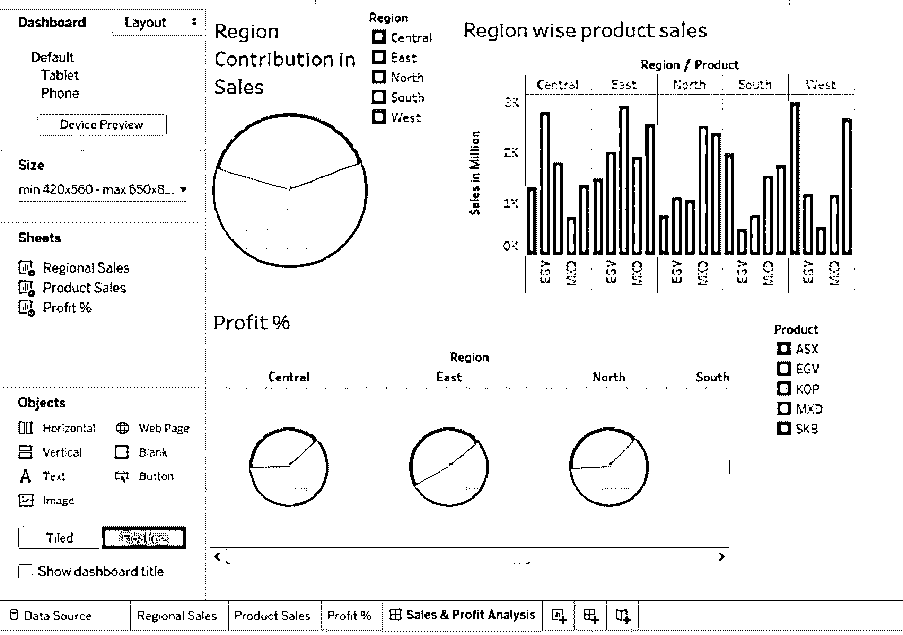 Dashboard
Layout
Default
Tablet
Phone
Device Preview
Size
min 420x560 - max 650x8...
Sheets
Regional Sales
Product Sales
Profit %
Objects
Horizontal
Web Page
Vertical
Blank
Text
Button
Image
Tiled
Show dashboard title
Region
Contribution in
Sales
Region
Central
East
North
South
West
Region wise product sales
Region / Product
Central East North South West
Sales in Million
3K
2K
1K
0K
EGV MXD EGV MXD EGV MXD EGV MXD EGV MXD
Profit %
Region
Central East North South
Product
ASX
EGV
KOP
MXD
SKB
Data Source
Regional Sales
Product Sales
Profit %
Sales & Profit Analysis